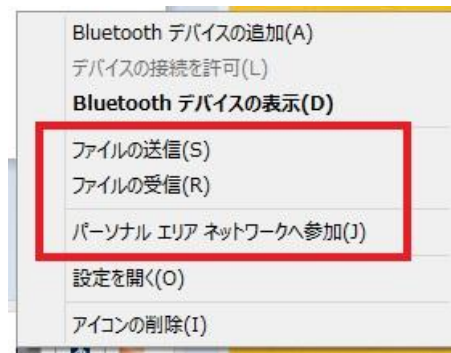 Bluetooth デバイスの追加(A)
デバイスの接続を許可(L)
Bluetooth デバイスの表示(D)
ファイルの送信(S)
ファイルの受信(R)
パーソナル エリア ネットワークへ参加(J)
設定を開く(O)
アイコンの削除(I)